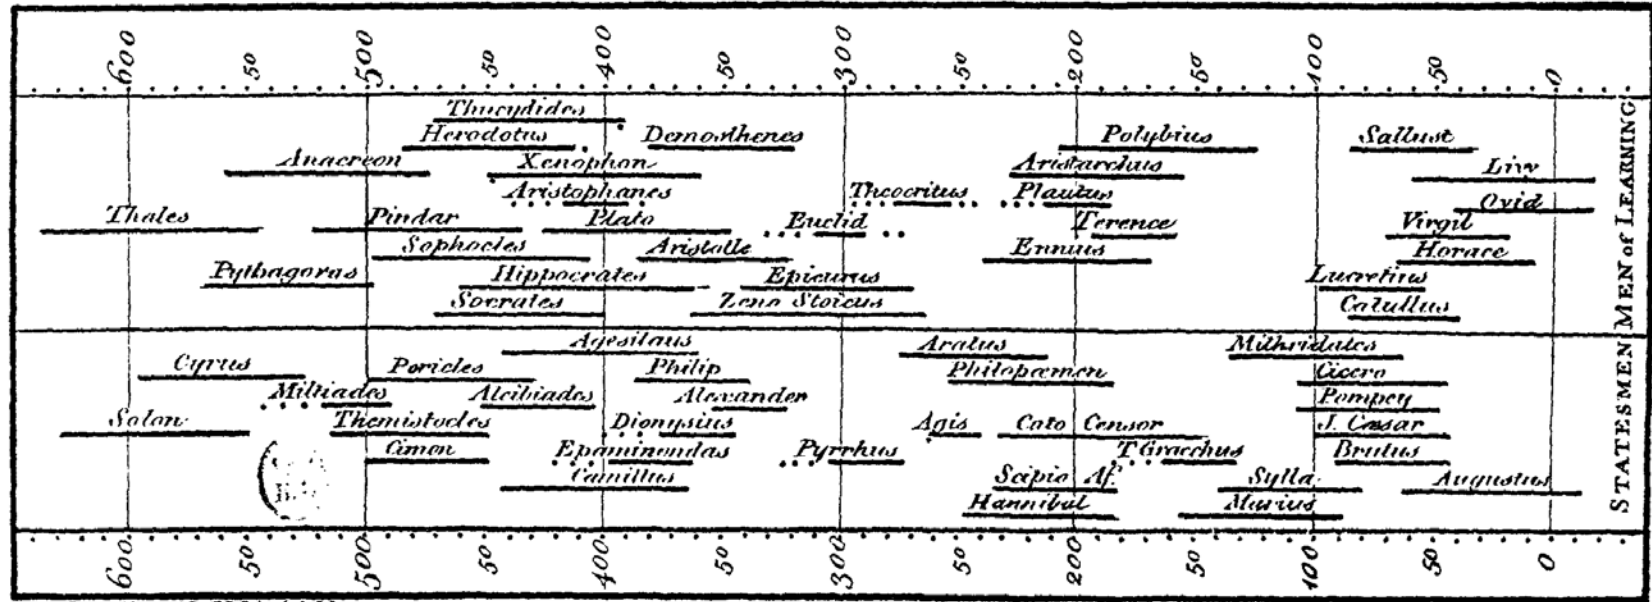 600 50 500 50 400 50 300 50 200 50 100 50 0
Thucydides
Herodotus Demosthenes Polybius Sallust
Anacreon Xenophon Aristarchus Livy
Aristophanes Theocritus Plautus Ovid
Thales Pindar Plato Euclid Terence Virgil
Sophocles Aristotle Ennius Horace
Pythagoras Hippocrates Epicurus Lucretius
Socrates Zeno Stoicus Catullus
MEN of LEARNING
Agesilaus Aratus Mithridates
Cyrus Pericles Philip Philopæmen Cicero
Miltiades Alcibiades Alexander Pompey
Solon Themistocles Dionysius Agis Cato Censor J. Cæsar
Cimon Epaminondas Pyrrhus T Gracchus Brutus
Camillus Scipio Af. Sylla Augustus
Hannibal Marius
STATESMEN
600 50 500 50 400 50 300 50 200 50 100 50 0